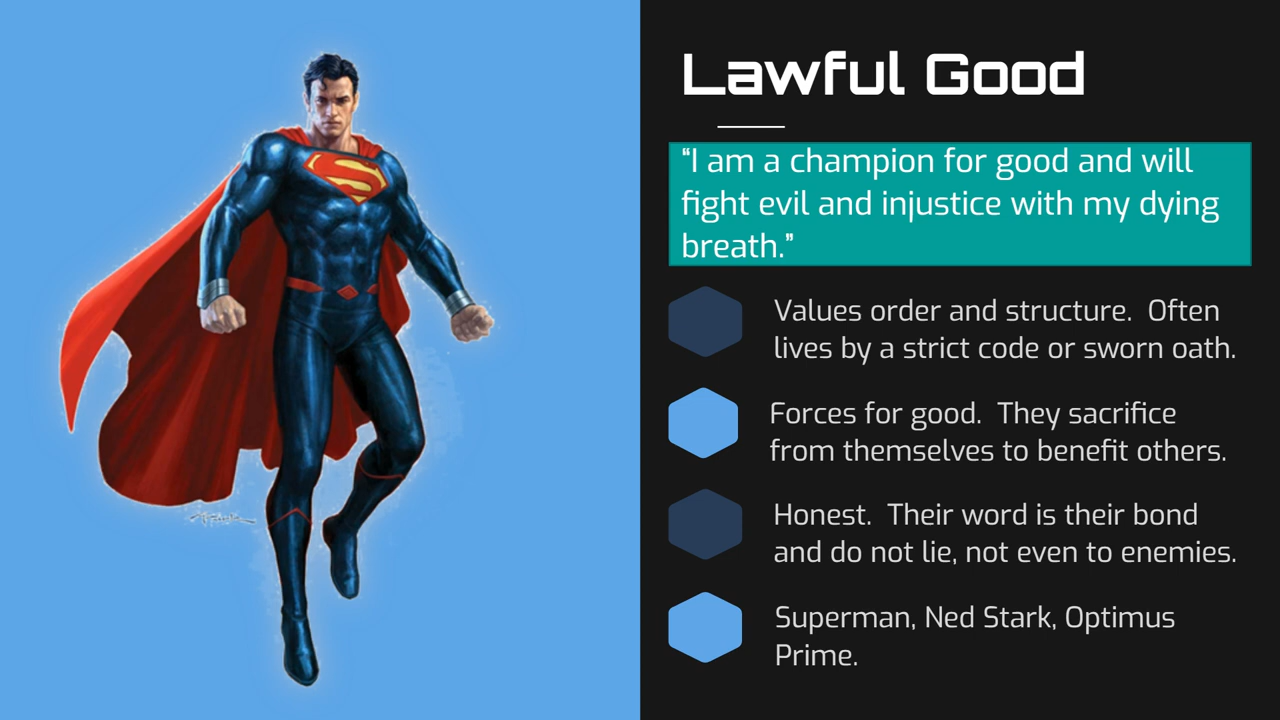 Lawful Good
“I am a champion for good and will
fight evil and injustice with my dying
breath.”
Values order and structure.  Often
lives by a strict code or sworn oath.
Forces for good.  They sacrifice
from themselves to benefit others.
Honest.  Their word is their bond
and do not lie, not even to enemies.
Superman, Ned Stark, Optimus
Prime.